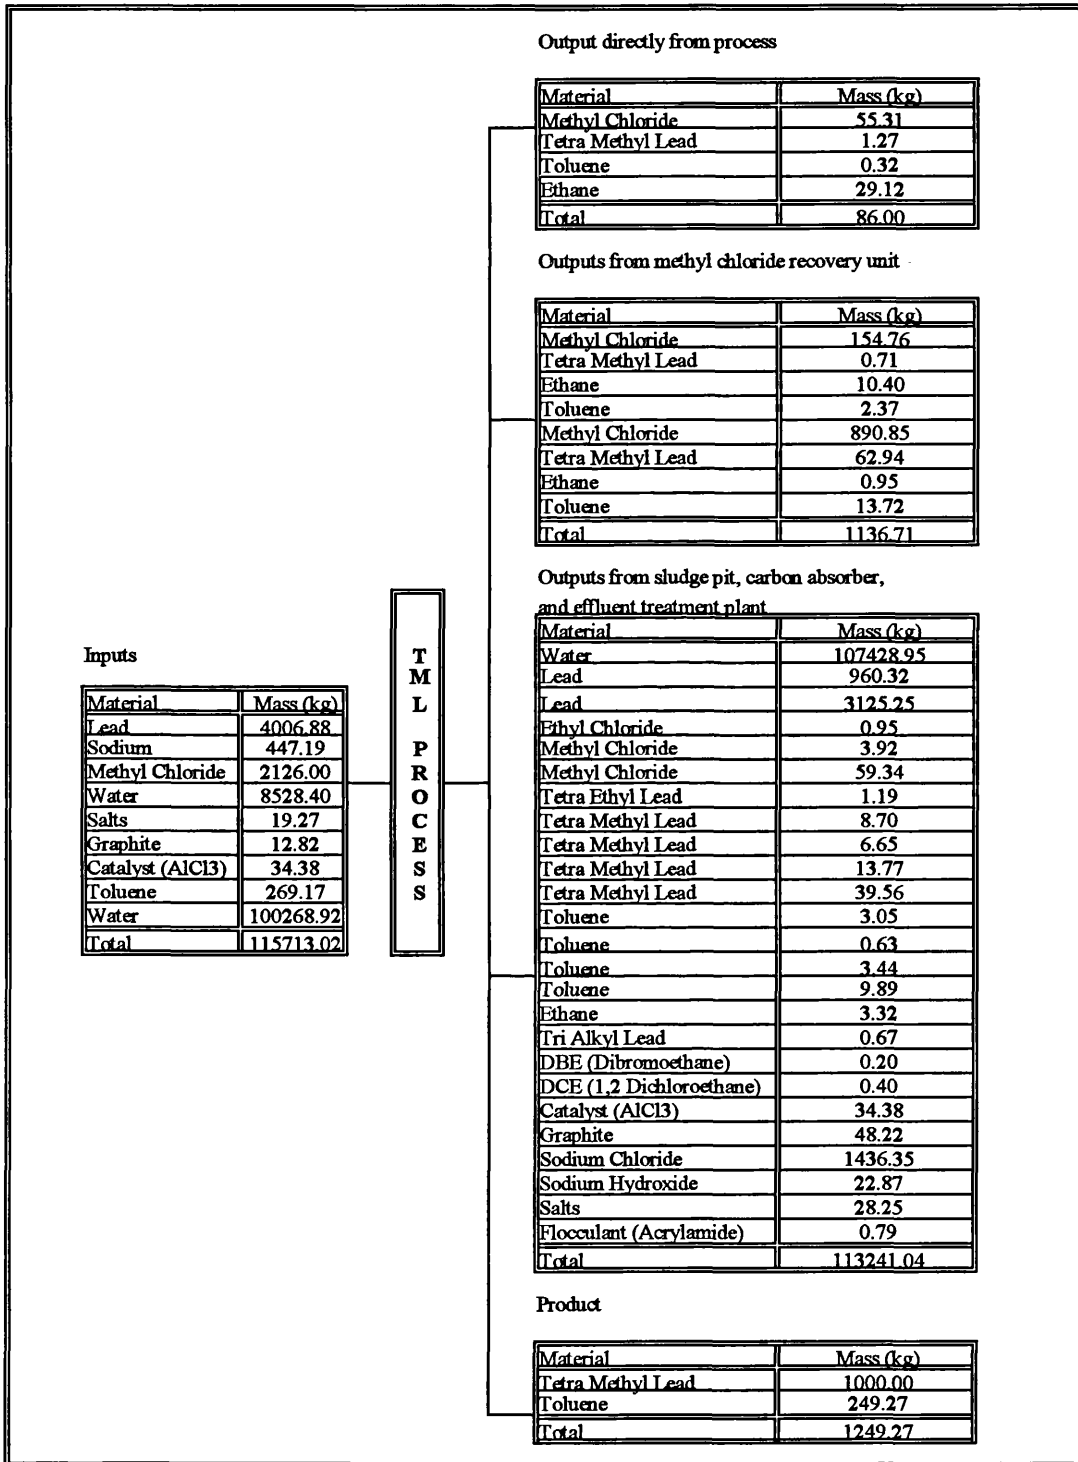 Output directly from process
Material Mass (kg)
Methyl Chloride 55.31
Tetra Methyl Lead 1.27
Toluene 0.32
Ethane 29.12
Total 86.00
Outputs from methyl chloride recovery unit
Material Mass (kg)
Methyl Chloride 154.76
Tetra Methyl Lead 0.71
Ethane 10.40
Toluene 2.37
Methyl Chloride 890.85
Tetra Methyl Lead 62.94
Ethane 0.95
Toluene 13.72
Total 1136.71
Inputs
Material Mass (kg)
Lead 4006.88
Sodium 447.19
Methyl Chloride 2126.00
Water 8528.40
Salts 19.27
Graphite 12.82
Catalyst (AlCl3) 34.38
Toluene 269.17
Water 100268.92
Total 115713.02
TML PROCESS
Outputs from sludge pit, carbon absorber,
and effluent treatment plant
Material Mass (kg)
Water 107428.95
Lead 960.32
Lead 3125.25
Ethyl Chloride 0.95
Methyl Chloride 3.92
Methyl Chloride 59.34
Tetra Ethyl Lead 1.19
Tetra Methyl Lead 8.70
Tetra Methyl Lead 6.65
Tetra Methyl Lead 13.77
Tetra Methyl Lead 39.56
Toluene 3.05
Toluene 0.63
Toluene 3.44
Toluene 9.89
Ethane 3.32
Tri Alkyl Lead 0.67
DBE (Dibromoethane) 0.20
DCE (1,2 Dichloroethane) 0.40
Catalyst (AlCl3) 34.38
Graphite 48.22
Sodium Chloride 1436.35
Sodium Hydroxide 22.87
Salts 28.25
Flocculant (Acrylamide) 0.79
Total 113241.04
Product
Material Mass (kg)
Tetra Methyl Lead 1000.00
Toluene 249.27
Total 1249.27